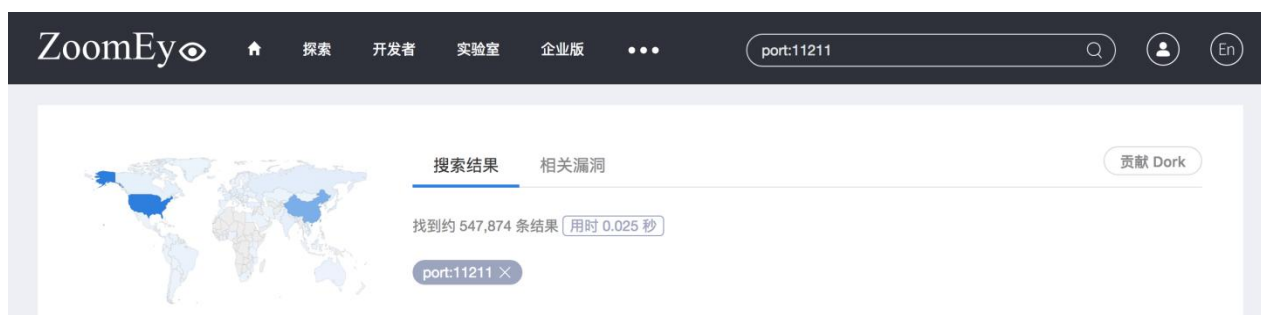 ZoomEye 探索 开发者 实验室 企业版 ••• port:11211 En
搜索结果 相关漏洞 贡献 Dork
找到约 547,874 条结果 用时 0.025 秒
port:11211 ×